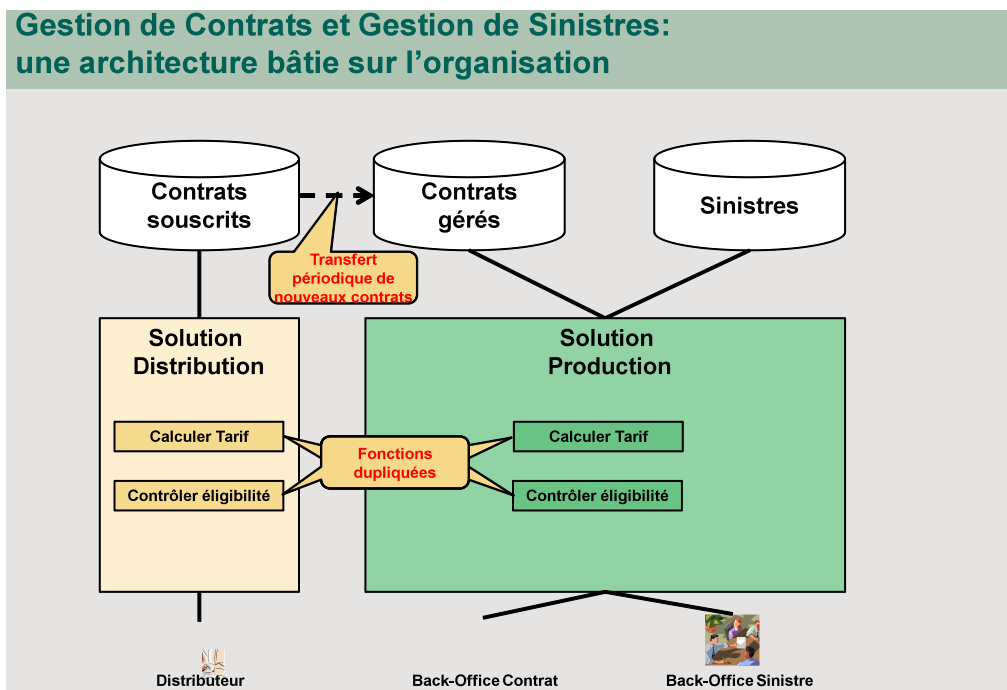 Gestion de Contrats et Gestion de Sinistres:
une architecture bâtie sur l’organisation
Contrats
souscrits
Contrats
gérés
Sinistres
Transfert
périodique de
nouveaux contrats
Solution
Distribution
Solution
Production
Calculer Tarif
Contrôler éligibilité
Fonctions
dupliquées
Calculer Tarif
Contrôler éligibilité
Distributeur
Back-Office Contrat
Back-Office Sinistre